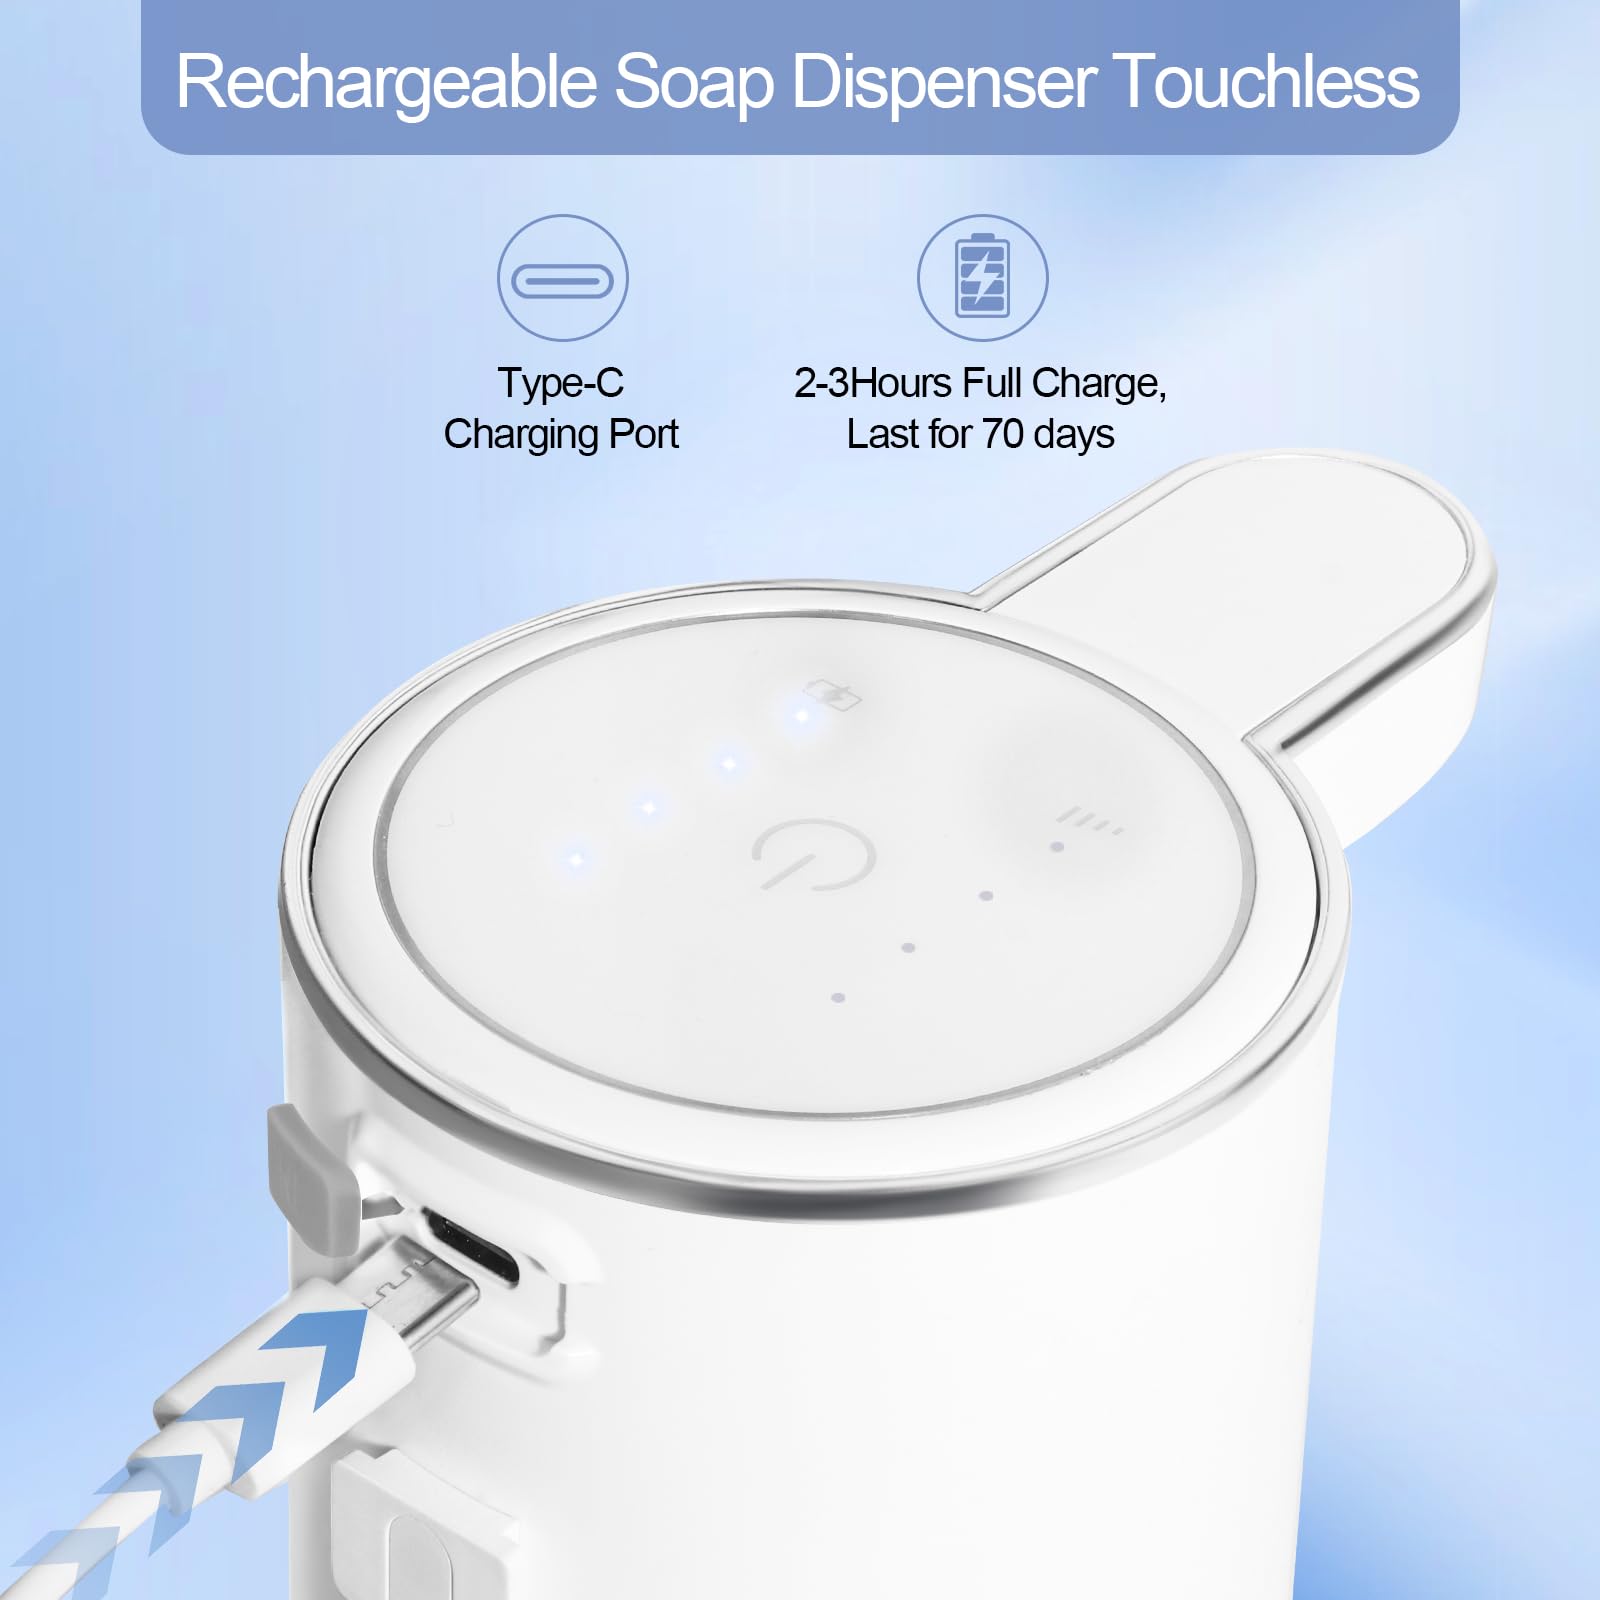 Rechargeable Soap Dispenser Touchless
Type-C
Charging Port
2-3Hours Full Charge,
Last for 70 days